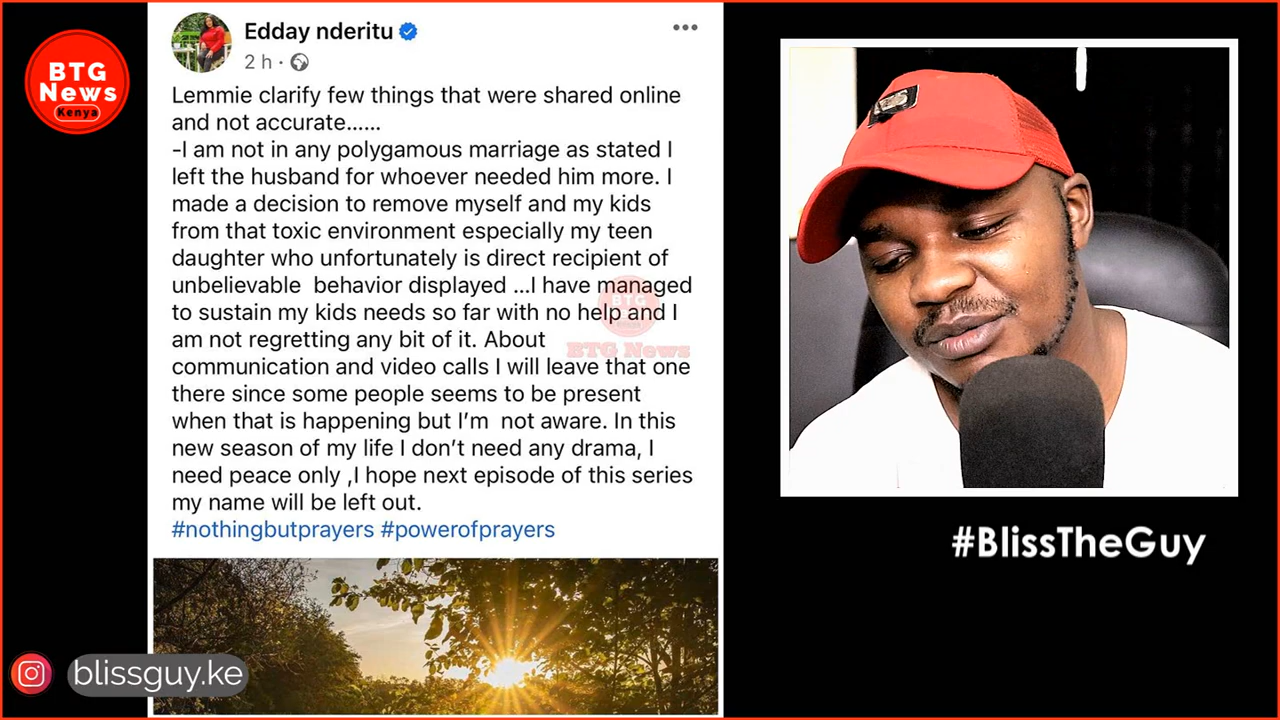 BTG
News
Kenya
Edday nderitu
2 h ·
Lemmie clarify few things that were shared online
and not accurate......
-I am not in any polygamous marriage as stated I
left the husband for whoever needed him more. I
made a decision to remove myself and my kids
from that toxic environment especially my teen
daughter who unfortunately is direct recipient of
unbelievable  behavior displayed ...I have managed
to sustain my kids needs so far with no help and I
am not regretting any bit of it. About
communication and video calls I will leave that one
there since some people seems to be present
when that is happening but I'm  not aware. In this
new season of my life I don't need any drama, I
need peace only ,I hope next episode of this series
my name will be left out.
#nothingbutprayers #powerofprayers
BTG
News
BTG News
#BlissTheGuy
blissguy.ke